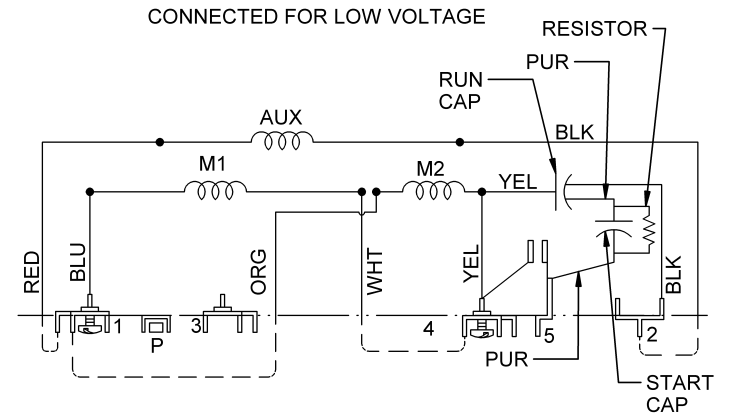 CONNECTED FOR LOW VOLTAGE
RESISTOR
PUR
RUN
CAP
AUX
BLK
M1
M2
YEL
RED
BLU
ORG
WHT
YEL
BLK
1
P
3
4
5
2
PUR
START
CAP